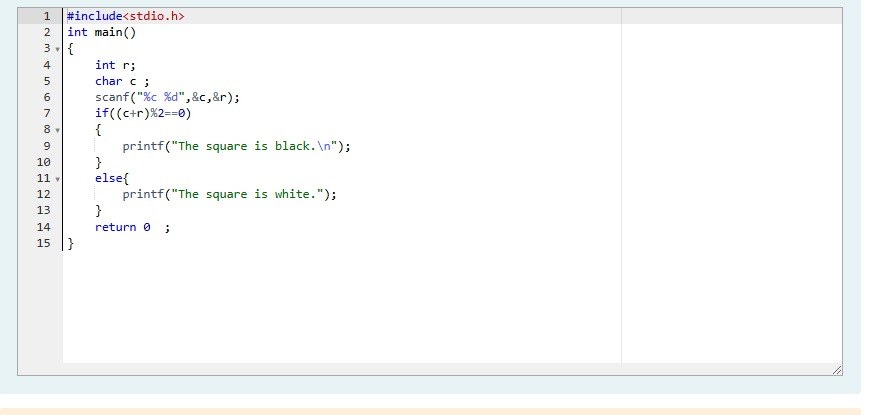 1 #include<stdio.h>
2 int main()
3 {
4 int r;
5 char c ;
6 scanf("%c %d",&c,&r);
7 if((c+r)%2==0)
8 {
9 printf("The square is black.\n");
10 }
11 else{
12 printf("The square is white.");
13 }
14 return 0 ;
15 }